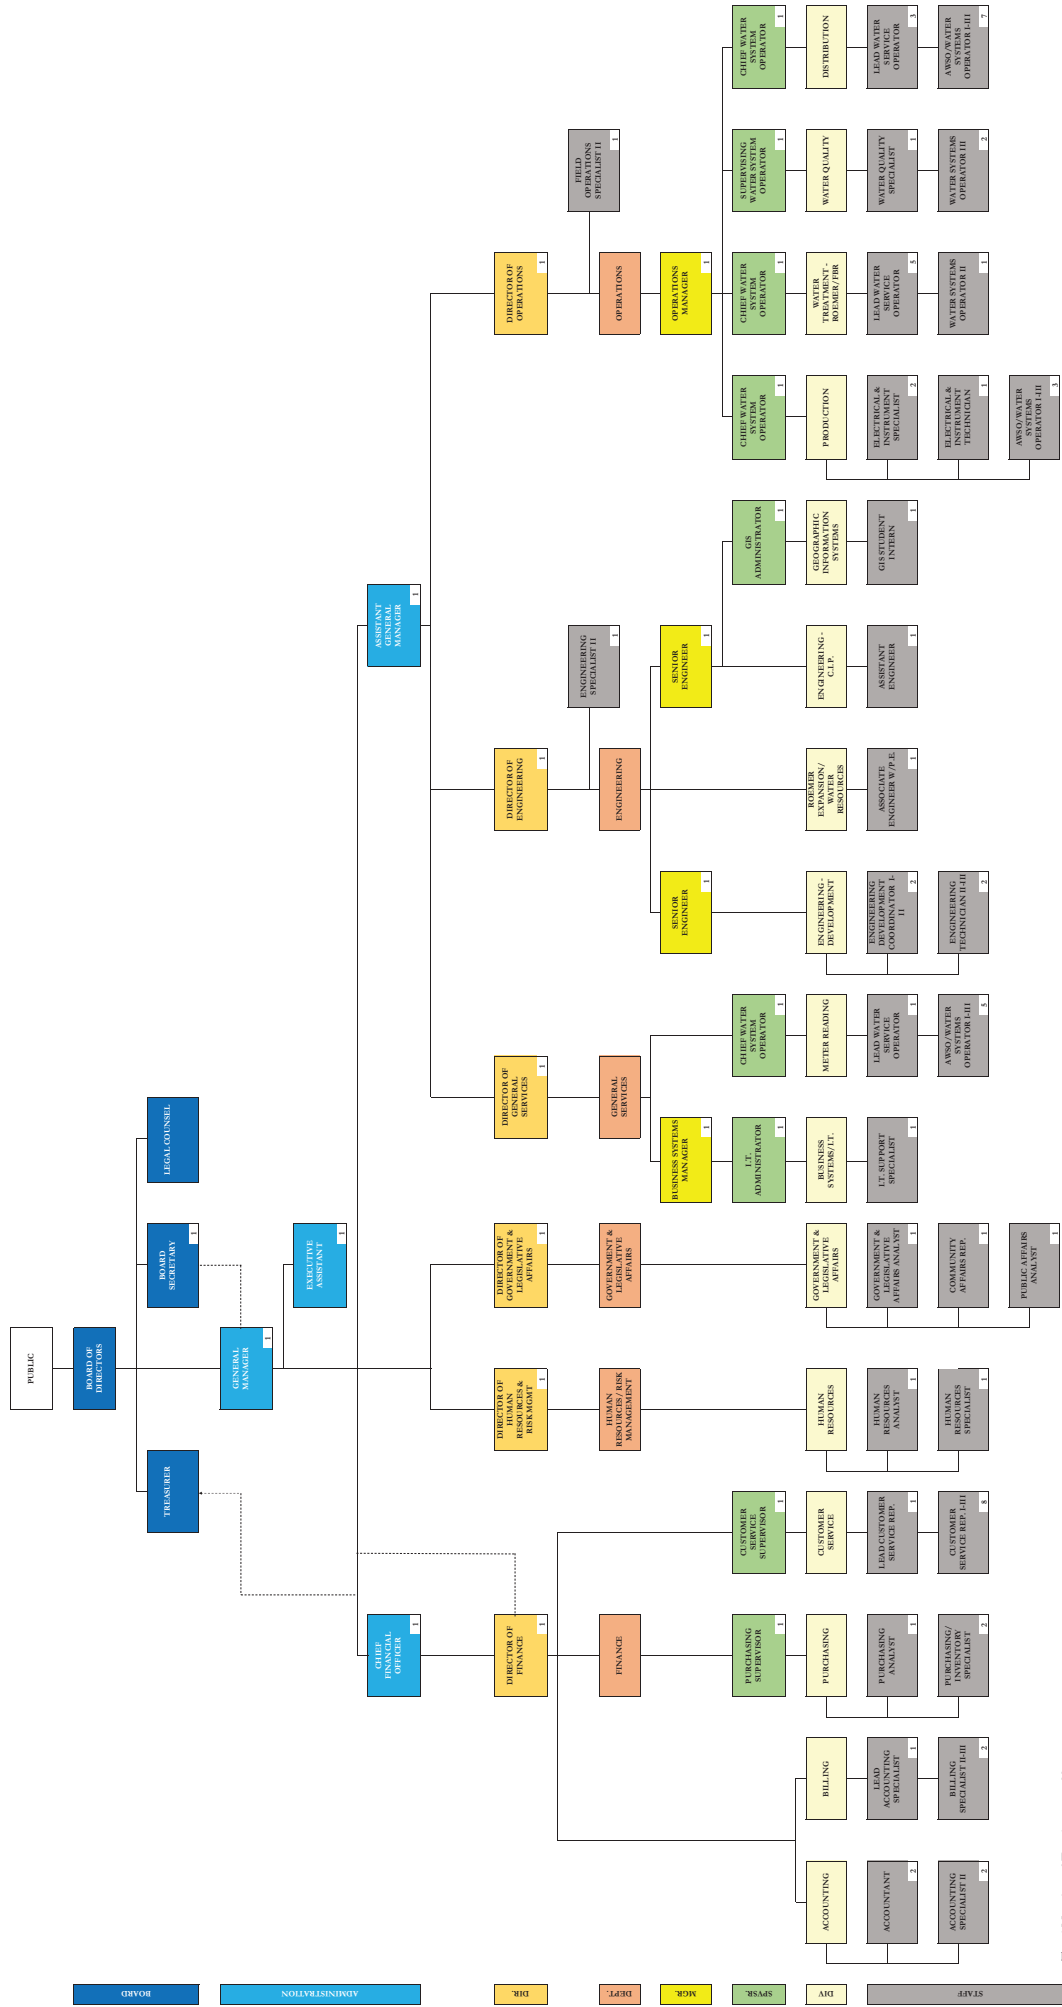 PUBLIC
BOARD OF
DIRECTORS
TREASURER
BOARD
SECRETARY
1
LEGAL COUNSEL
GENERAL
MANAGER
1
EXECUTIVE
ASSISTANT
1
CHIEF
FINANCIAL
OFFICER
1
ASSISTANT
GENERAL
MANAGER
1
DIRECTOR OF
FINANCE
1
DIRECTOR OF
HUMAN
RESOURCES &
RISK MGMT
1
DIRECTOR OF
GOVERNMENT &
LEGISLATIVE
AFFAIRS
1
DIRECTOR OF
GENERAL
SERVICES
1
DIRECTOR OF
ENGINEERING
1
DIRECTOR OF
OPERATIONS
1
ENGINEERING
SPECIALIST II
1
FIELD
OPERATIONS
SPECIALIST II
1
FINANCE
HUMAN
RESOURCES/RISK
MANAGEMENT
GOVERNMENT &
LEGISLATIVE
AFFAIRS
GENERAL
SERVICES
ENGINEERING
OPERATIONS
BUSINESS SYSTEMS
MANAGER
1
SENIOR
ENGINEER
1
SENIOR
ENGINEER
1
OPERATIONS
MANAGER
1
PURCHASING
SUPERVISOR
1
CUSTOMER
SERVICE
SUPERVISOR
1
I.T.
ADMINISTRATOR
1
CHIEF WATER
SYSTEM
OPERATOR
1
GIS
ADMINISTRATOR
1
CHIEF WATER
SYSTEM
OPERATOR
1
CHIEF WATER
SYSTEM
OPERATOR
1
SUPERVISING
WATER SYSTEM
OPERATOR
1
CHIEF WATER
SYSTEM
OPERATOR
1
ACCOUNTING
BILLING
PURCHASING
CUSTOMER
SERVICE
HUMAN
RESOURCES
GOVERNMENT &
LEGISLATIVE
AFFAIRS
BUSINESS
SYSTEMS/I.T.
METER READING
ENGINEERING -
DEVELOPMENT
ROEMER
EXPANSION/
WATER
RESOURCES
ENGINEERING -
C.I.P.
GEOGRAPHIC
INFORMATION
SYSTEMS
PRODUCTION
WATER
TREATMENT -
ROEMER/FBR
WATER QUALITY
DISTRIBUTION
ACCOUNTANT
2
LEAD
ACCOUNTING
SPECIALIST
1
PURCHASING
ANALYST
1
LEAD CUSTOMER
SERVICE REP.
1
HUMAN
RESOURCES
ANALYST
1
GOVERNMENT &
LEGISLATIVE
AFFAIRS ANALYST
1
I.T. SUPPORT
SPECIALIST
1
LEAD WATER
SERVICE
OPERATOR
1
ENGINEERING
DEVELOPMENT
COORDINATOR I-
II
2
ASSOCIATE
ENGINEER W/P.E.
1
ASSISTANT
ENGINEER
1
GIS STUDENT
INTERN
1
ELECTRICAL &
INSTRUMENT
SPECIALIST
2
LEAD WATER
SERVICE
OPERATOR
5
WATER QUALITY
SPECIALIST
1
LEAD WATER
SERVICE
OPERATOR
3
ACCOUNTING
SPECIALIST II
2
BILLING
SPECIALIST II-III
2
PURCHASING/
INVENTORY
SPECIALIST
2
CUSTOMER
SERVICE REP. I-III
8
HUMAN
RESOURCES
SPECIALIST
1
COMMUNITY
AFFAIRS REP.
1
AWSO/WATER
SYSTEMS
OPERATOR I-III
5
ENGINEERING
TECHNICIAN II-III
2
ELECTRICAL &
INSTRUMENT
TECHNICIAN
1
WATER SYSTEMS
OPERATOR II
1
WATER SYSTEMS
OPERATOR III
2
AWSO/WATER
SYSTEMS
OPERATOR I-III
7
PUBLIC AFFAIRS
ANALYST
1
AWSO/WATER
SYSTEMS
OPERATOR I-III
3
BOARD
ADMINISTRATION
DIR.
DEPT.
MGR.
SPVSR.
DIV
STAFF